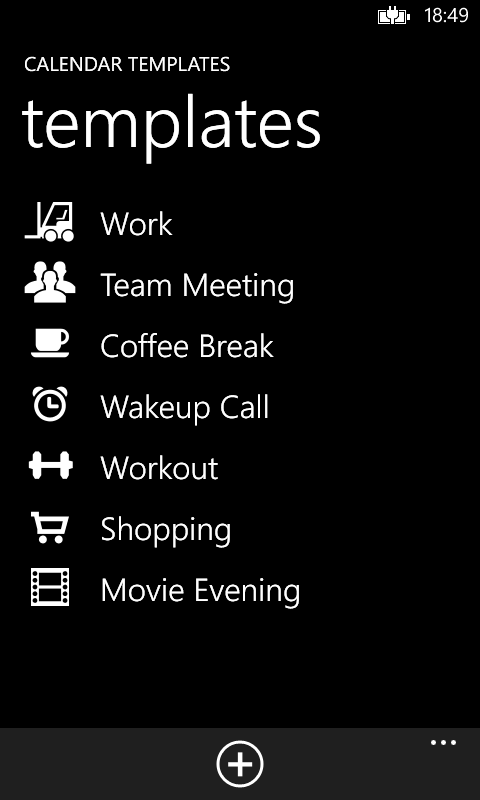 18:49
CALENDAR TEMPLATES
templates
Work
Team Meeting
Coffee Break
Wakeup Call
Workout
Shopping
Movie Evening